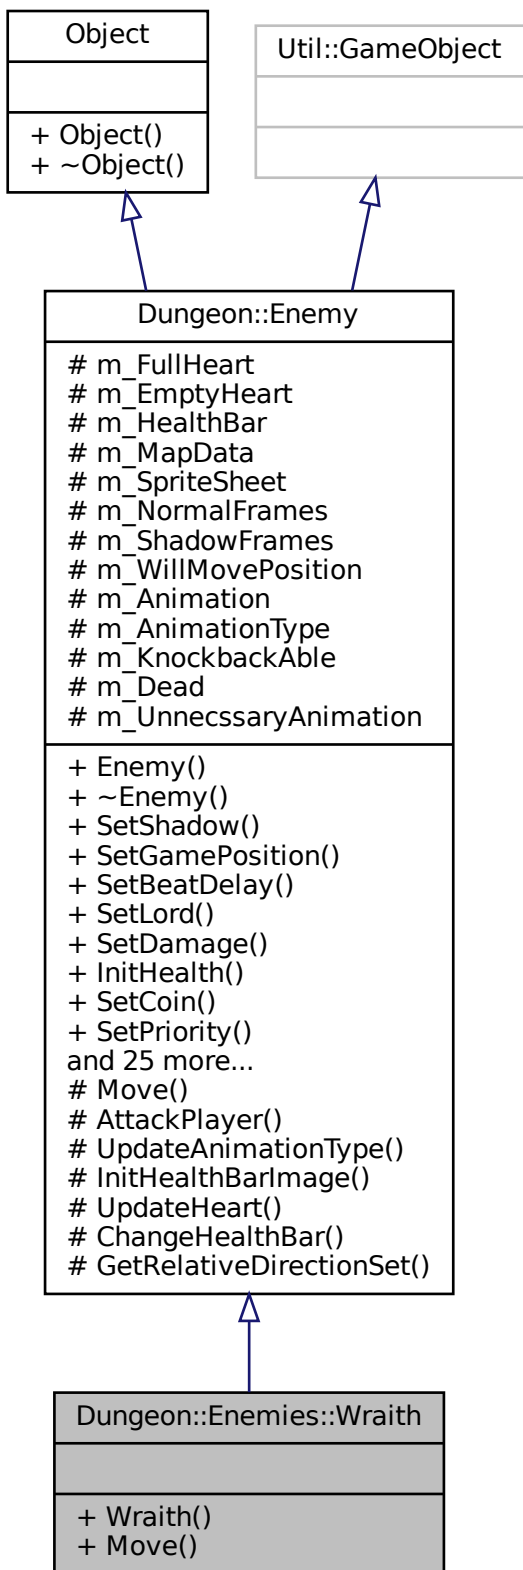 Object
+ Object()
+ ~Object()
Util::GameObject
Dungeon::Enemy
# m_FullHeart
# m_EmptyHeart
# m_HealthBar
# m_MapData
# m_SpriteSheet
# m_NormalFrames
# m_ShadowFrames
# m_WillMovePosition
# m_Animation
# m_AnimationType
# m_KnockbackAble
# m_Dead
# m_UnnecssaryAnimation
+ Enemy()
+ ~Enemy()
+ SetShadow()
+ SetGamePosition()
+ SetBeatDelay()
+ SetLord()
+ SetDamage()
+ InitHealth()
+ SetCoin()
+ SetPriority()
and 25 more...
# Move()
# AttackPlayer()
# UpdateAnimationType()
# InitHealthBarImage()
# UpdateHeart()
# ChangeHealthBar()
# GetRelativeDirectionSet()
Dungeon::Enemies::Wraith
+ Wraith()
+ Move()